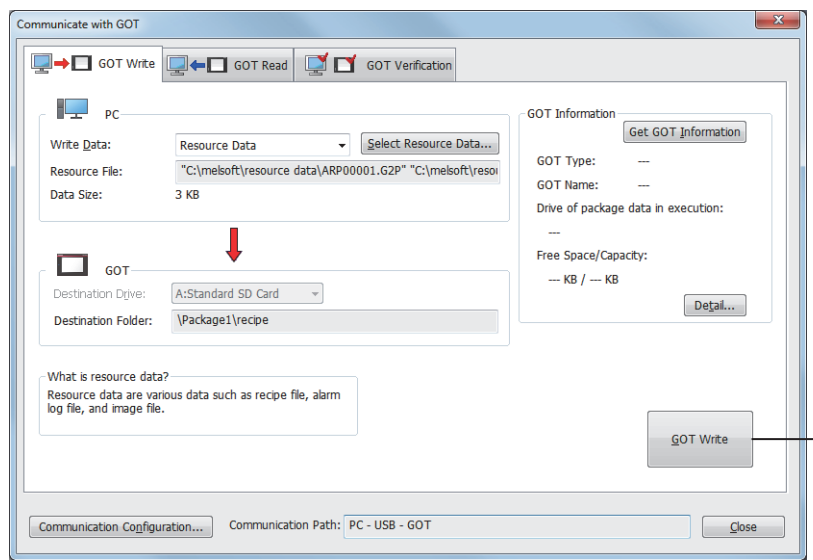 Communicate with GOT
x
GOT Write
GOT Read
GOT Verification
PC
Write Data:
Resource Data
Select Resource Data...
Resource File:
"C:\melsoft\resource data\ARP00001.G2P" "C:\melsoft\resou
Data Size:
3 KB
GOT
Destination Drive:
A:Standard SD Card
Destination Folder:
\Package1\recipe
What is resource data?
Resource data are various data such as recipe file, alarm
log file, and image file.
GOT Information
Get GOT Information
GOT Type:
---
GOT Name:
---
Drive of package data in execution:
---
Free Space/Capacity:
--- KB / --- KB
Detail...
GOT Write
Communication Configuration...
Communication Path:
PC - USB - GOT
Close